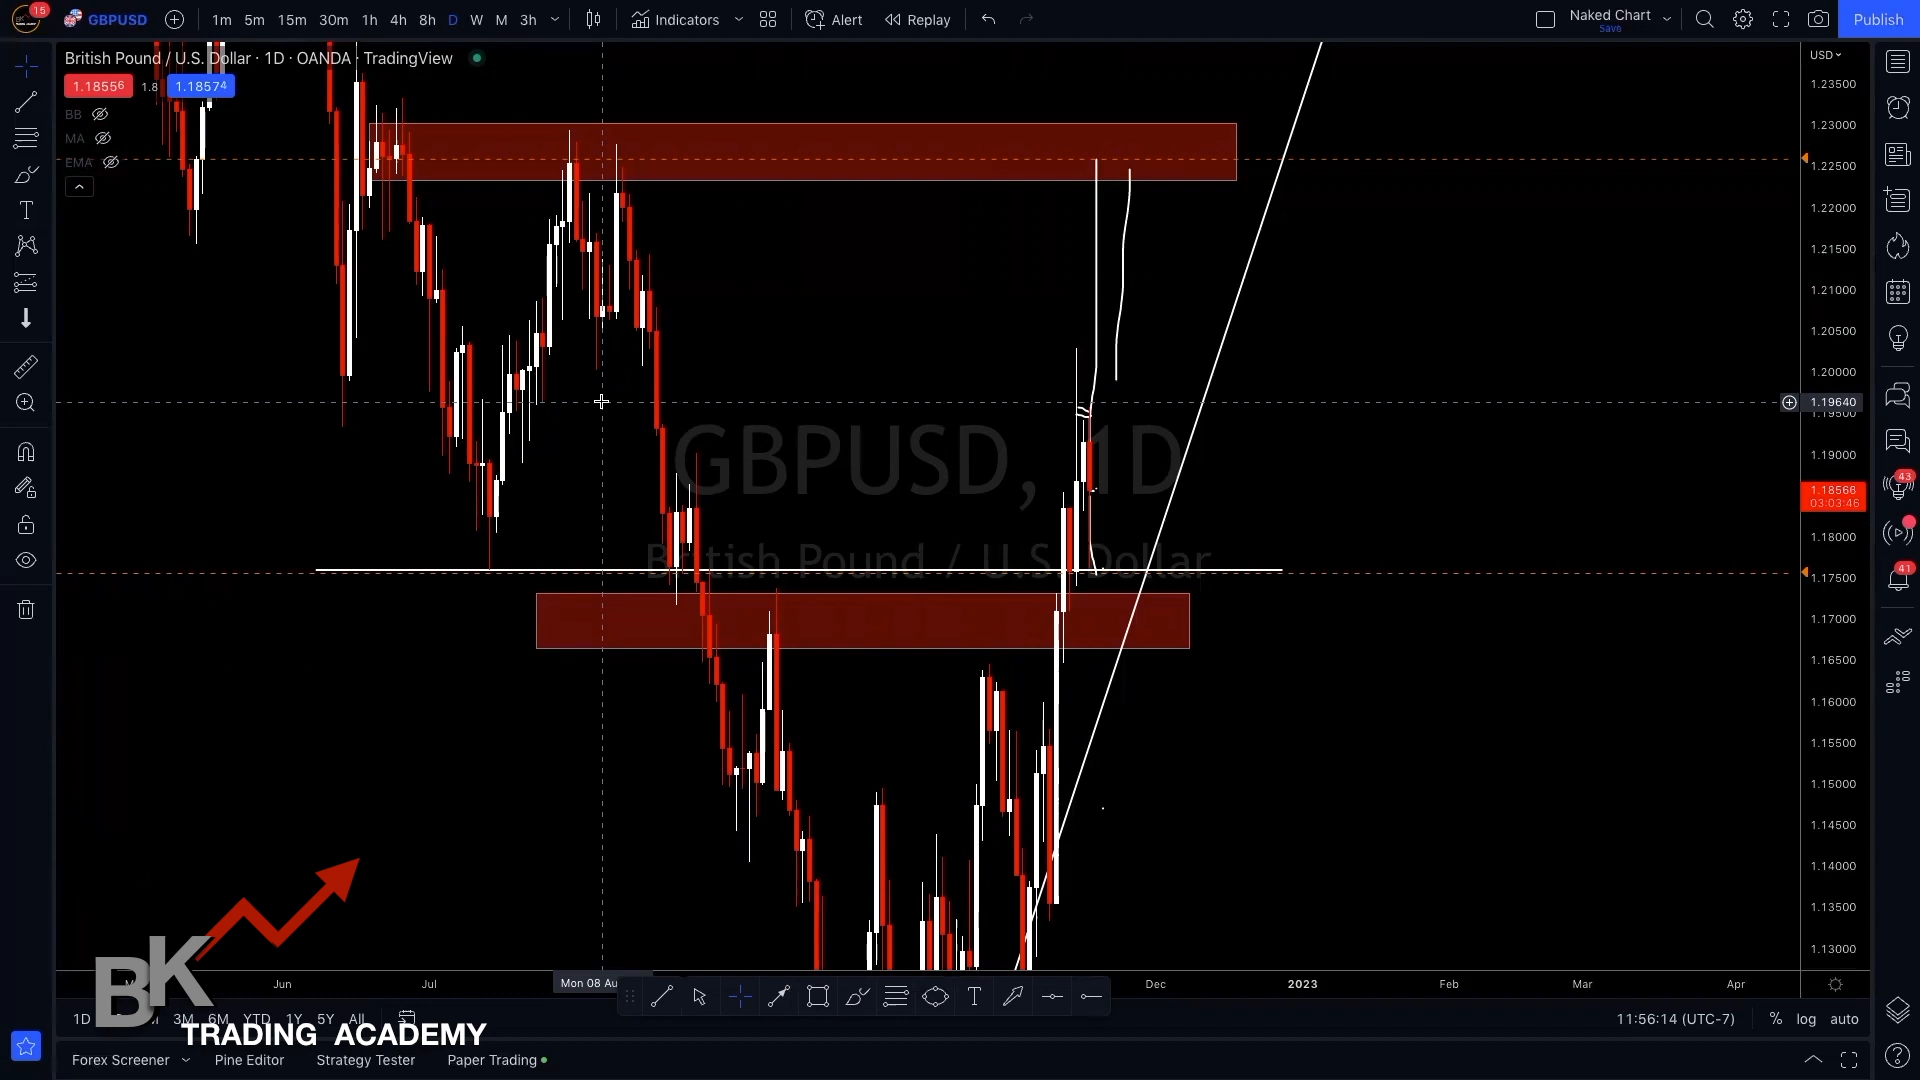 15
GBPUSD
1m 5m 15m 30m 1h 4h 8h D W M 3h
Indicators
Alert
Replay
Naked Chart
Save
Publish
British Pound / U.S. Dollar · 1D · OANDA · TradingView
1.18556 1.8 1.18574
BB
MA
EMA
USD
1.23500
1.23000
1.22500
1.22000
1.21500
1.21000
1.20500
1.20000
1.19640
1.19500
1.19000
1.18566
03:03:46
1.18000
1.17500
1.17000
1.16500
1.16000
1.15500
1.15000
1.14500
1.14000
1.13500
1.13000
GBPUSD, 1D
British Pound / U.S. Dollar
43
41
BK
TRADING ACADEMY
Jun Jul Mon 08 Au Dec 2023 Feb Mar Apr
1D 3M 6M YTD 1Y 5Y All
11:56:14 (UTC-7) % log auto
Forex Screener Pine Editor Strategy Tester Paper Trading